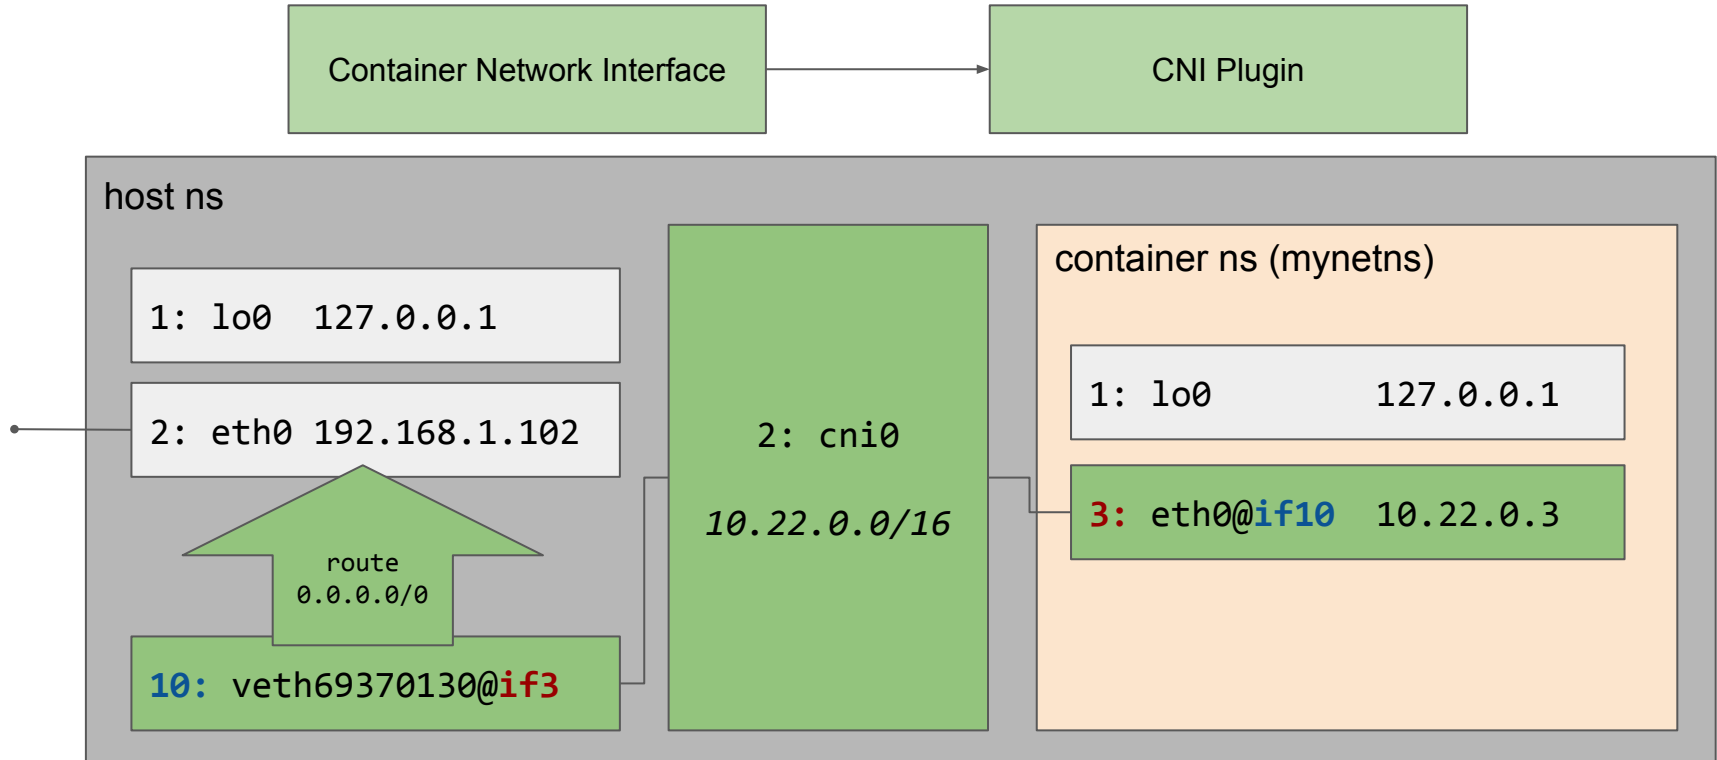 Container Network Interface
CNI Plugin
host ns
1: lo0 127.0.0.1
2: eth0 192.168.1.102
route
0.0.0.0/0
10: veth69370130@if3
2: cni0
10.22.0.0/16
container ns (mynetns)
1: lo0 127.0.0.1
3: eth0@if10 10.22.0.3